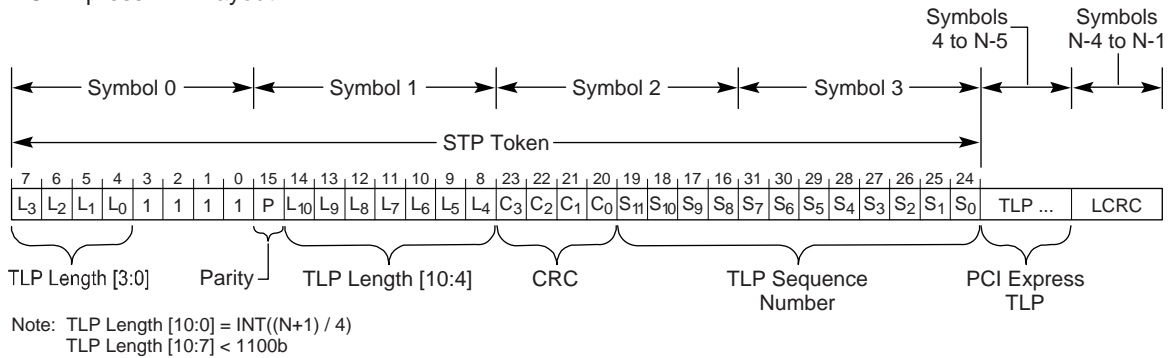 Symbols
4 to N-5
Symbols
N-4 to N-1
Symbol 0
Symbol 1
Symbol 2
Symbol 3
STP Token
7 6 5 4 3 2 1 0 15 14 13 12 11 10 9 8 23 22 21 20 19 18 17 16 31 30 29 28 27 26 25 24
L3 L2 L1 L0 1 1 1 1 P L10 L9 L8 L7 L6 L5 L4 C3 C2 C1 C0 S11 S10 S9 S8 S7 S6 S5 S4 S3 S2 S1 S0 TLP ... LCRC
TLP Length [3:0]
Parity
TLP Length [10:4]
CRC
TLP Sequence
Number
PCI Express
TLP
Note: TLP Length [10:0] = INT((N+1) / 4)
TLP Length [10:7] < 1100b